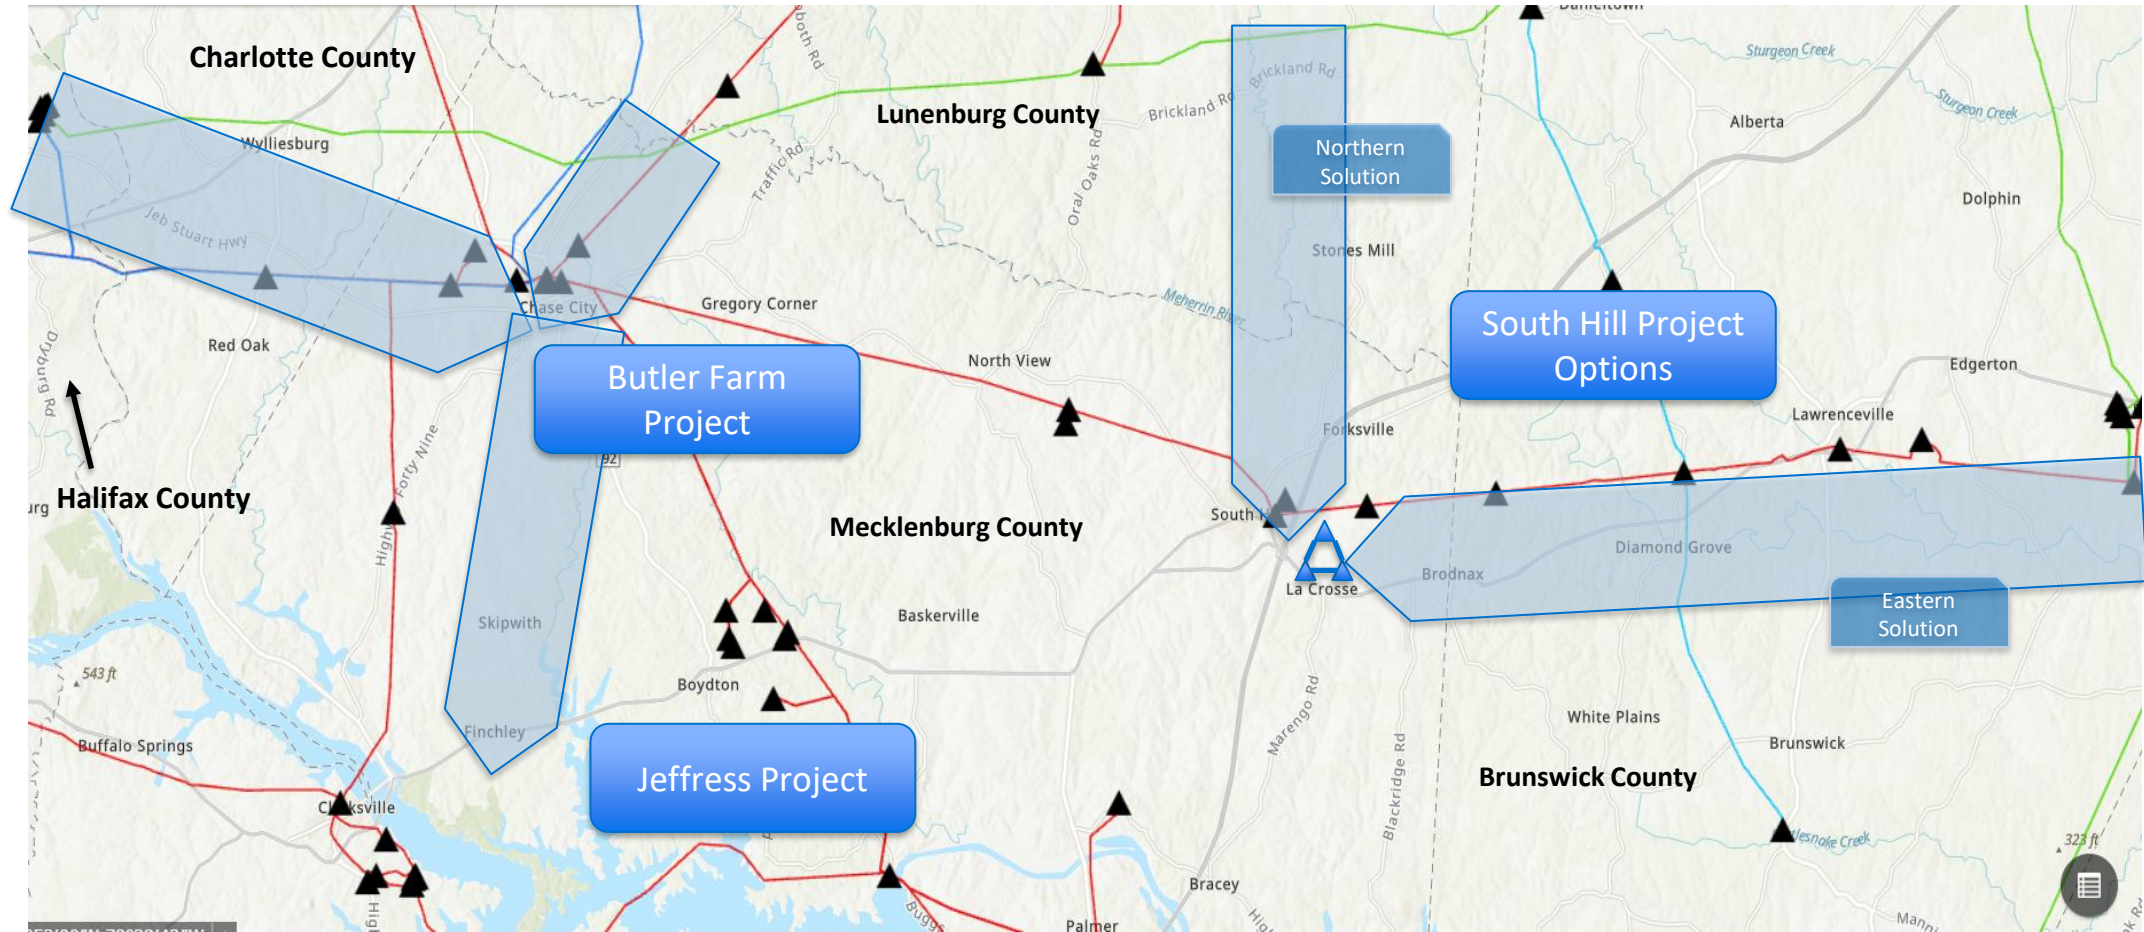 Danieltown
Charlotte County
Sturgeon Creek
Brickland Rd
Sturgeon Creek
Lunenburg County
Brickland Rd
Alberta
Wylliesburg
Northern
Solution
Traffic Rd
Oral Oaks Rd
Dolphin
Jeb Stuart Hwy
Stones Mill
Meherrin River
Chase City
Gregory Corner
South Hill Project
Options
Red Oak
Dryburg Rd
North View
Edgerton
Butler Farm
Project
Lawrenceville
Forksville
92
Forty Nine
Halifax County
South
Mecklenburg County
Diamond Grove
Brodnax
La Crosse
Eastern
Solution
Skipwith
Baskerville
543 ft
Boydton
Marengo Rd
White Plains
Finchley
Buffalo Springs
Brunswick
Blackridge Rd
Jeffress Project
Brunswick County
323 ft
Bracey
Palmer